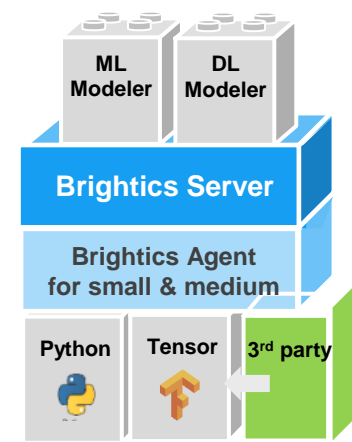 ML
Modeler
DL
Modeler
Brightics Server
Brightics Agent
for small & medium
Python
Tensor
3rd party